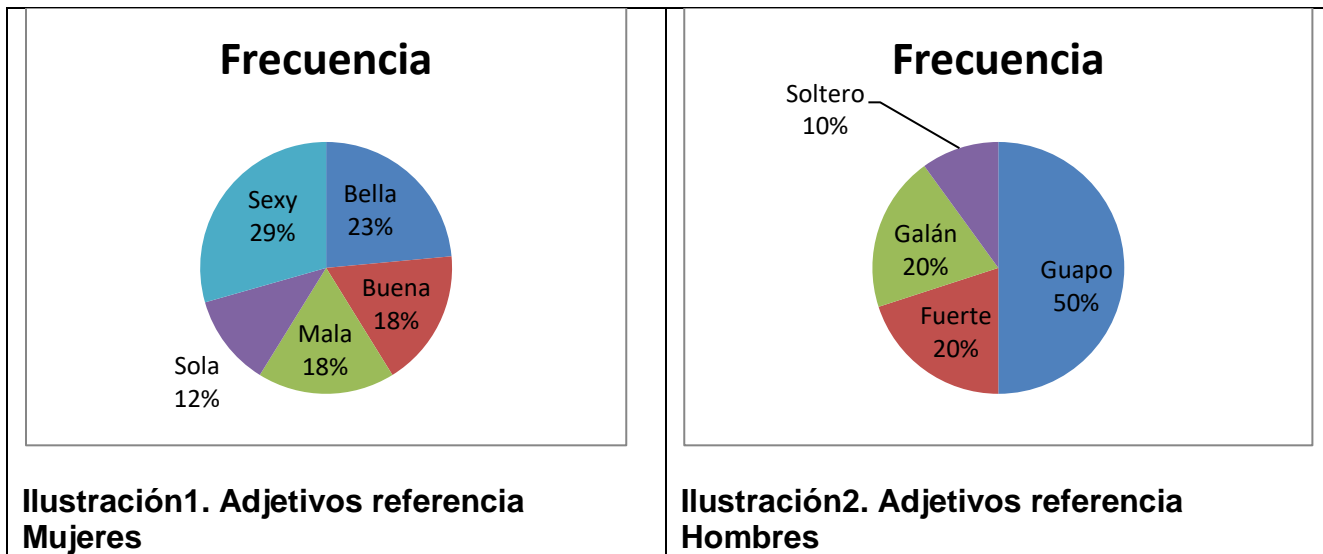 Frecuencia
Sexy
29%
Bella
23%
Buena
18%
Mala
18%
Sola
12%
Ilustración1. Adjetivos referencia
Mujeres
Frecuencia
Soltero
10%
Galán
20%
Guapo
50%
Fuerte
20%
Ilustración2. Adjetivos referencia
Hombres